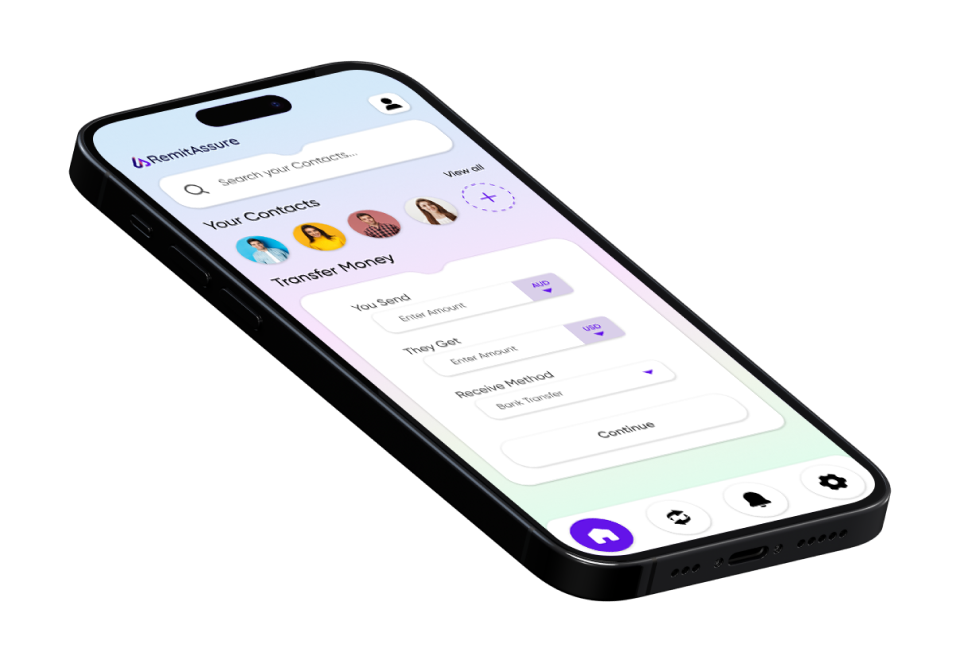 RemitAssure
Search your Contacts...
Your Contacts
View all
Transfer Money
You Send
Enter Amount
AUD
They Get
Enter Amount
USD
Receive Method
Bank Transfer
Continue